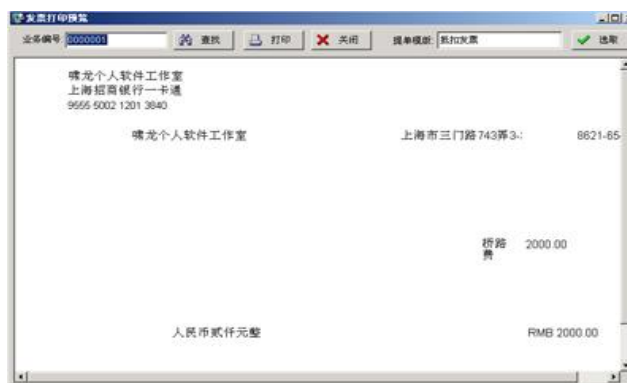 发票打印预览
业务编号 0000001 查找 打印 关闭 提单模版: 抵扣发票 选取
啸龙个人软件工作室
上海招商银行一卡通
9555 5002 1201 3840
啸龙个人软件工作室 上海市三门路743弄3-: 8621-65
桥路 2000.00
费
人民币贰仟元整 RMB 2000.00